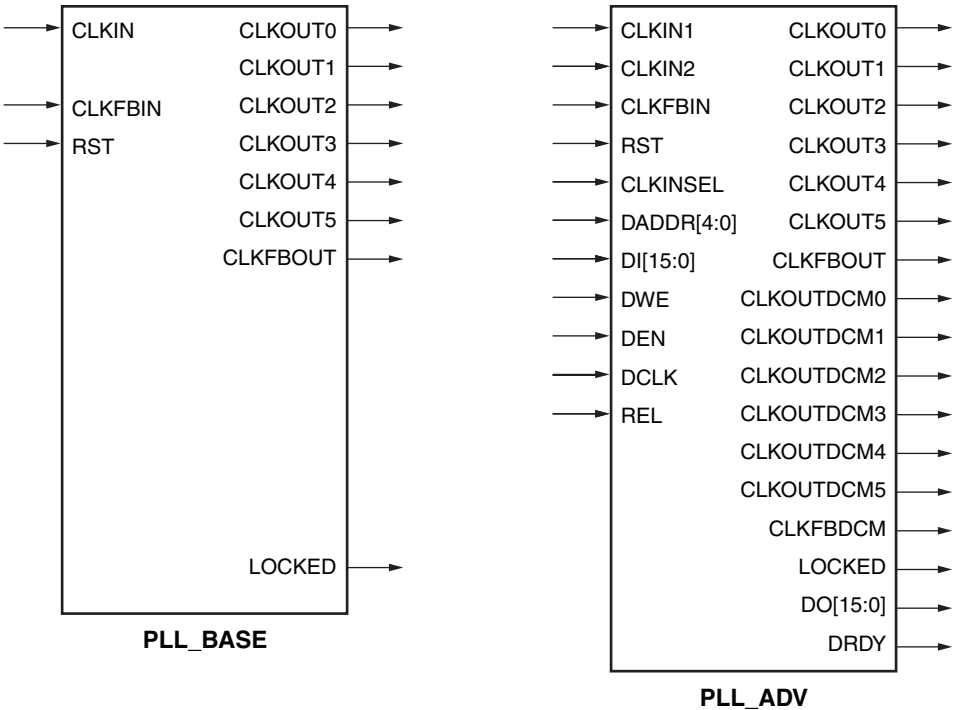 CLKIN
CLKFBIN
RST
CLKOUT0
CLKOUT1
CLKOUT2
CLKOUT3
CLKOUT4
CLKOUT5
CLKFBOUT
LOCKED
PLL_BASE
CLKIN1
CLKIN2
CLKFBIN
RST
CLKINSEL
DADDR[4:0]
DI[15:0]
DWE
DEN
DCLK
REL
CLKOUT0
CLKOUT1
CLKOUT2
CLKOUT3
CLKOUT4
CLKOUT5
CLKFBOUT
CLKOUTDCM0
CLKOUTDCM1
CLKOUTDCM2
CLKOUTDCM3
CLKOUTDCM4
CLKOUTDCM5
CLKFBDCM
LOCKED
DO[15:0]
DRDY
PLL_ADV